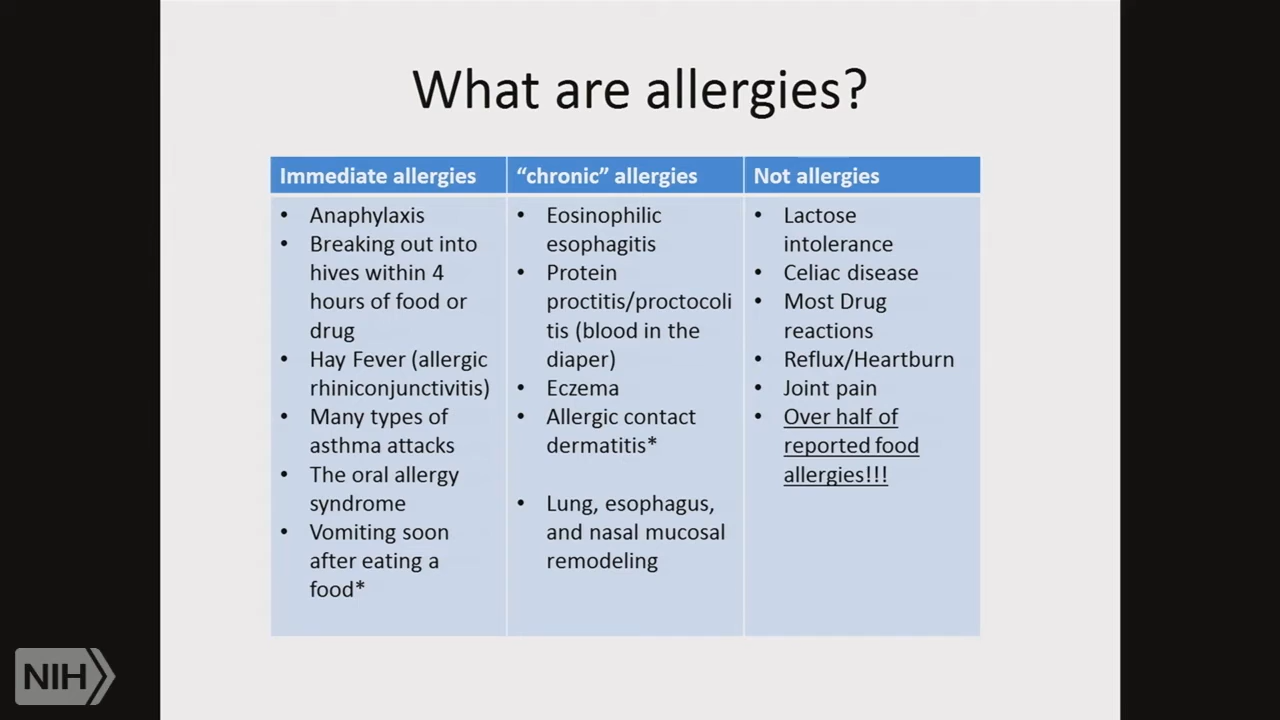 What are allergies?
Immediate allergies
• Anaphylaxis
• Breaking out into
hives within 4
hours of food or
drug
• Hay Fever (allergic
rhiniconjunctivitis)
• Many types of
asthma attacks
• The oral allergy
syndrome
• Vomiting soon
after eating a
food*
“chronic” allergies
• Eosinophilic
esophagitis
• Protein
proctitis/proctocoli
tis (blood in the
diaper)
• Eczema
• Allergic contact
dermatitis*
• Lung, esophagus,
and nasal mucosal
remodeling
Not allergies
• Lactose
intolerance
• Celiac disease
• Most Drug
reactions
• Reflux/Heartburn
• Joint pain
• Over half of
reported food
allergies!!!
NIH